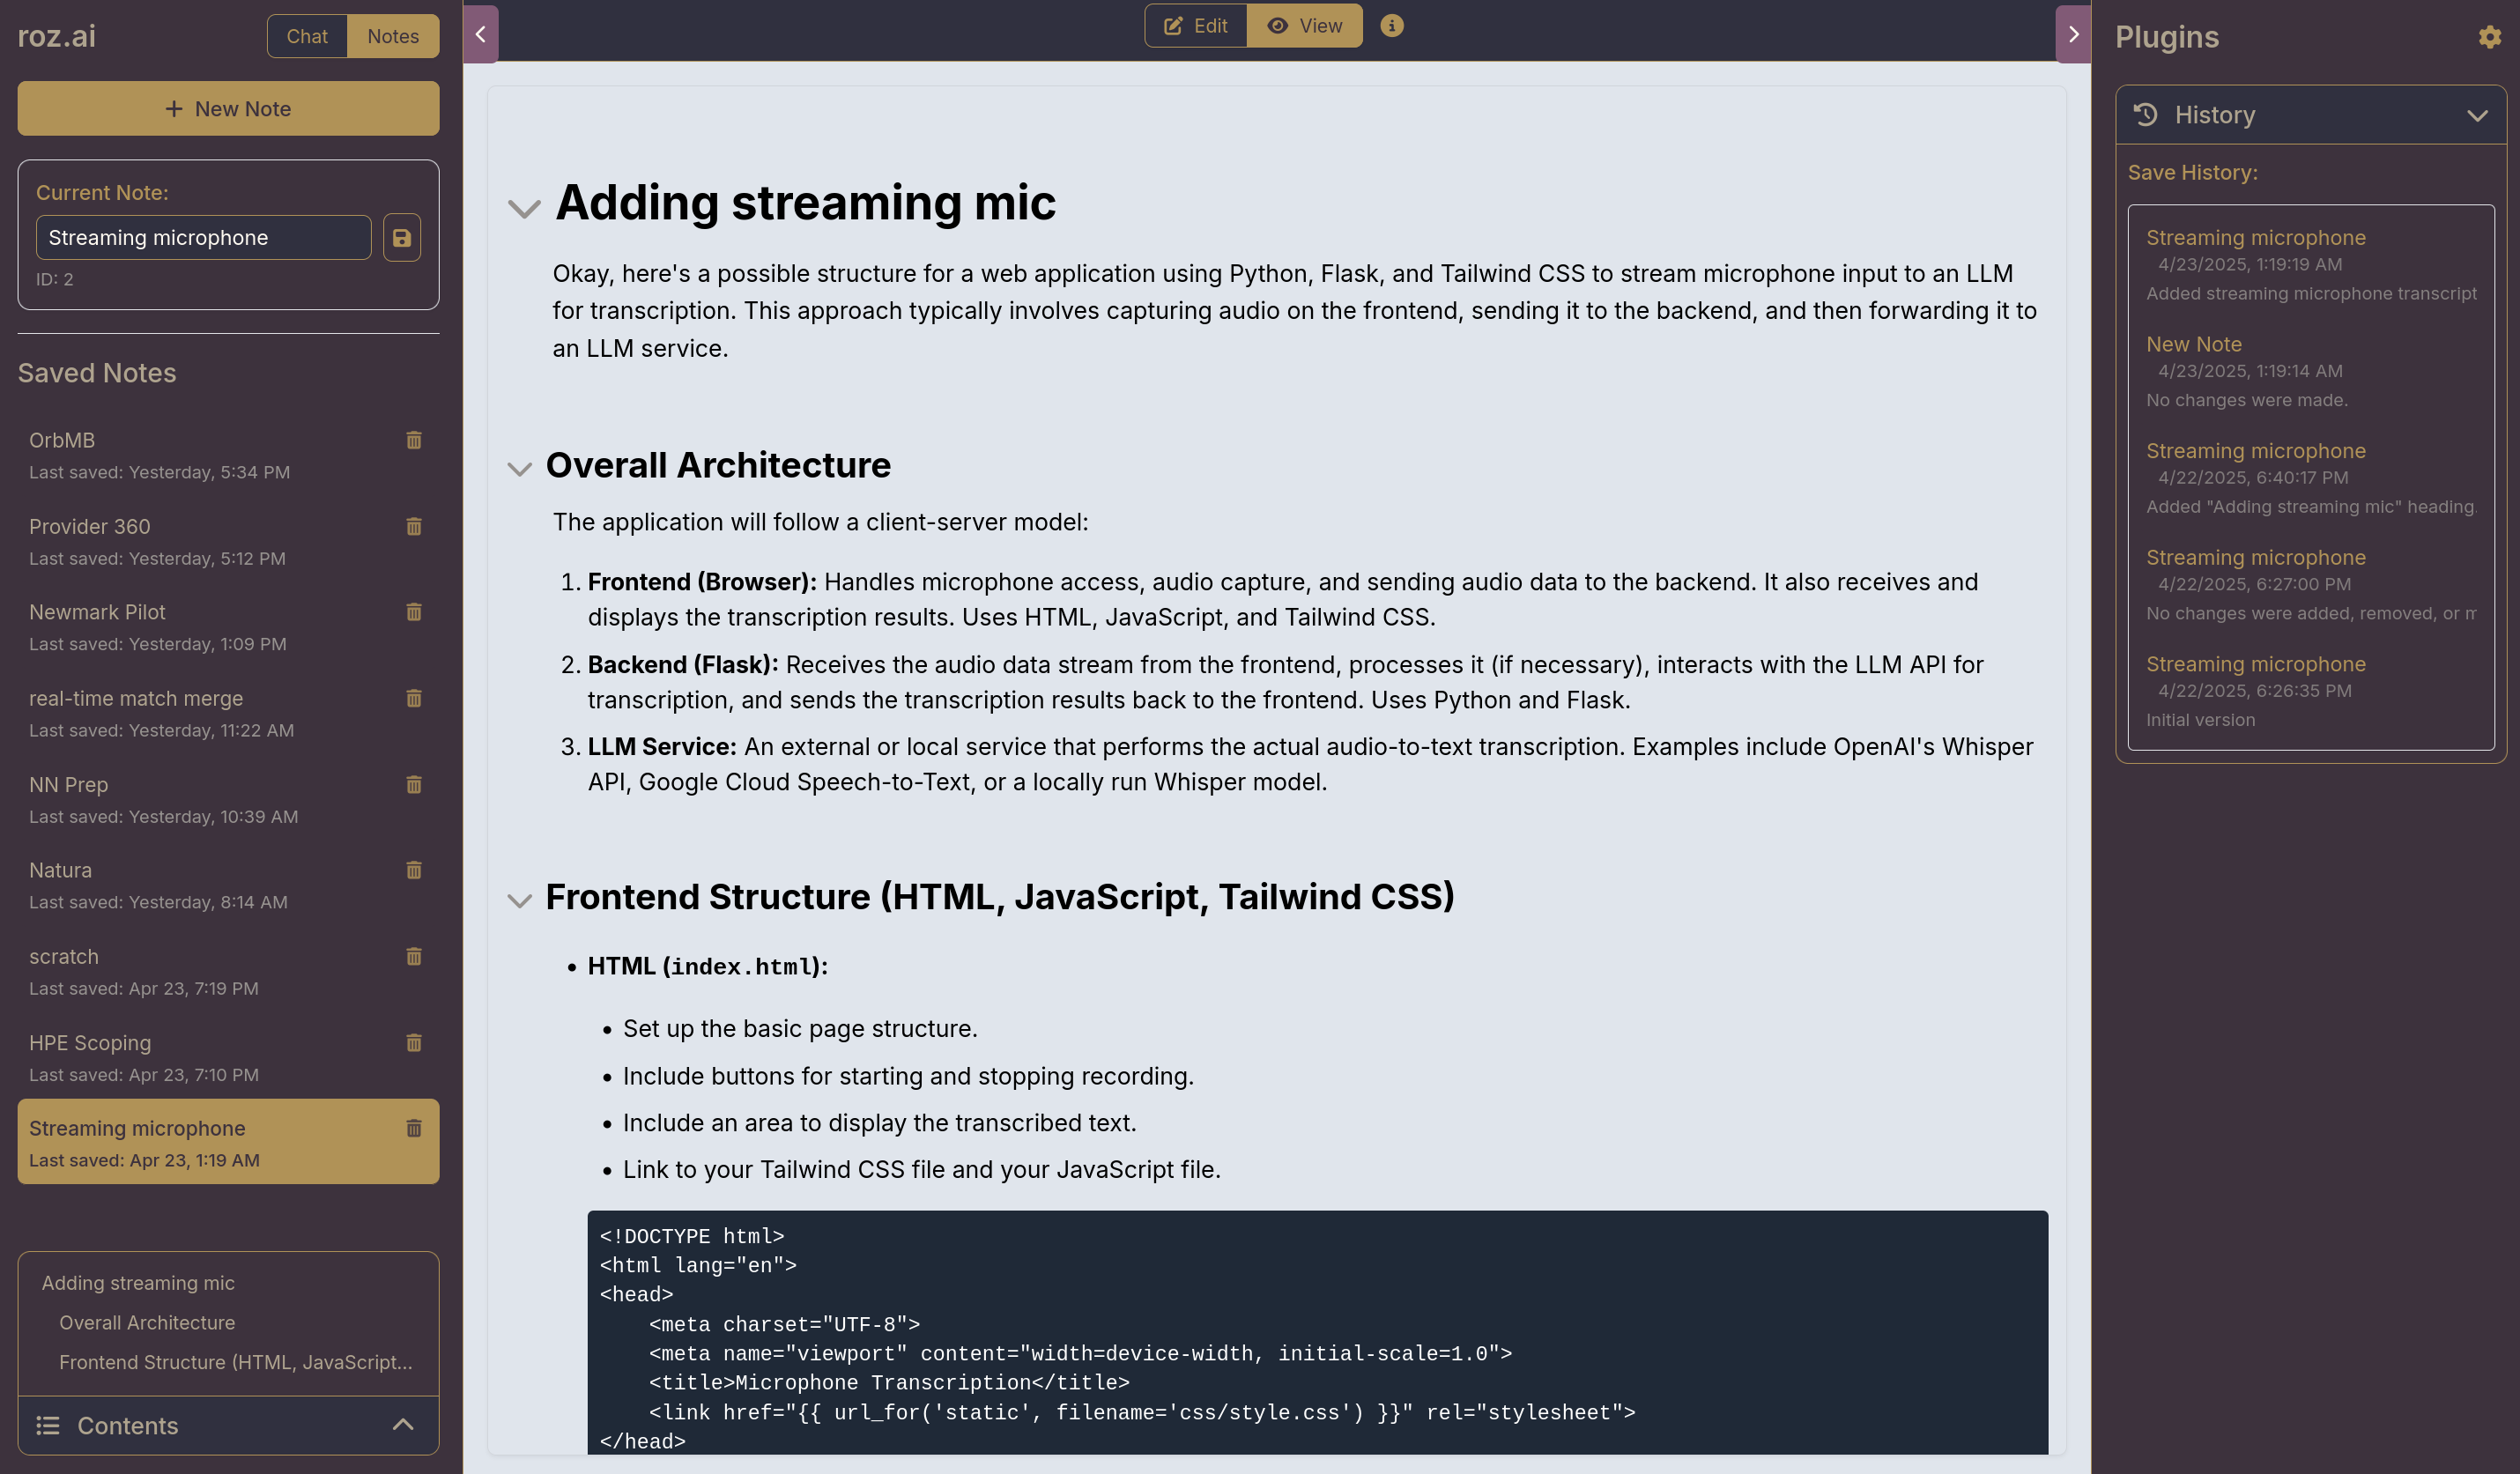 roz.ai
Chat
Notes
New Note
Current Note:
Streaming microphone
ID: 2
Saved Notes
OrbMB
Last saved: Yesterday, 5:34 PM
Provider 360
Last saved: Yesterday, 5:12 PM
Newmark Pilot
Last saved: Yesterday, 1:09 PM
real-time match merge
Last saved: Yesterday, 11:22 AM
NN Prep
Last saved: Yesterday, 10:39 AM
Natura
Last saved: Yesterday, 8:14 AM
scratch
Last saved: Apr 23, 7:19 PM
HPE Scoping
Last saved: Apr 23, 7:10 PM
Streaming microphone
Last saved: Apr 23, 1:19 AM
Adding streaming mic
Overall Architecture
Frontend Structure (HTML, JavaScript...
Contents
Edit
View
Adding streaming mic
Okay, here's a possible structure for a web application using Python, Flask, and Tailwind CSS to stream microphone input to an LLM
for transcription. This approach typically involves capturing audio on the frontend, sending it to the backend, and then forwarding it to
an LLM service.
Overall Architecture
The application will follow a client-server model:
1. Frontend (Browser): Handles microphone access, audio capture, and sending audio data to the backend. It also receives and
displays the transcription results. Uses HTML, JavaScript, and Tailwind CSS.
2. Backend (Flask): Receives the audio data stream from the frontend, processes it (if necessary), interacts with the LLM API for
transcription, and sends the transcription results back to the frontend. Uses Python and Flask.
3. LLM Service: An external or local service that performs the actual audio-to-text transcription. Examples include OpenAI's Whisper
API, Google Cloud Speech-to-Text, or a locally run Whisper model.
Frontend Structure (HTML, JavaScript, Tailwind CSS)
• HTML (index.html):
• Set up the basic page structure.
• Include buttons for starting and stopping recording.
• Include an area to display the transcribed text.
• Link to your Tailwind CSS file and your JavaScript file.
<!DOCTYPE html>
<html lang="en">
<head>
    <meta charset="UTF-8">
    <meta name="viewport" content="width=device-width, initial-scale=1.0">
    <title>Microphone Transcription</title>
    <link href="{{ url_for('static', filename='css/style.css') }}" rel="stylesheet">
</head>
Plugins
History
Save History:
Streaming microphone
4/23/2025, 1:19:19 AM
Added streaming microphone transcript
New Note
4/23/2025, 1:19:14 AM
No changes were made.
Streaming microphone
4/22/2025, 6:40:17 PM
Added "Adding streaming mic" heading.
Streaming microphone
4/22/2025, 6:27:00 PM
No changes were added, removed, or m
Streaming microphone
4/22/2025, 6:26:35 PM
Initial version